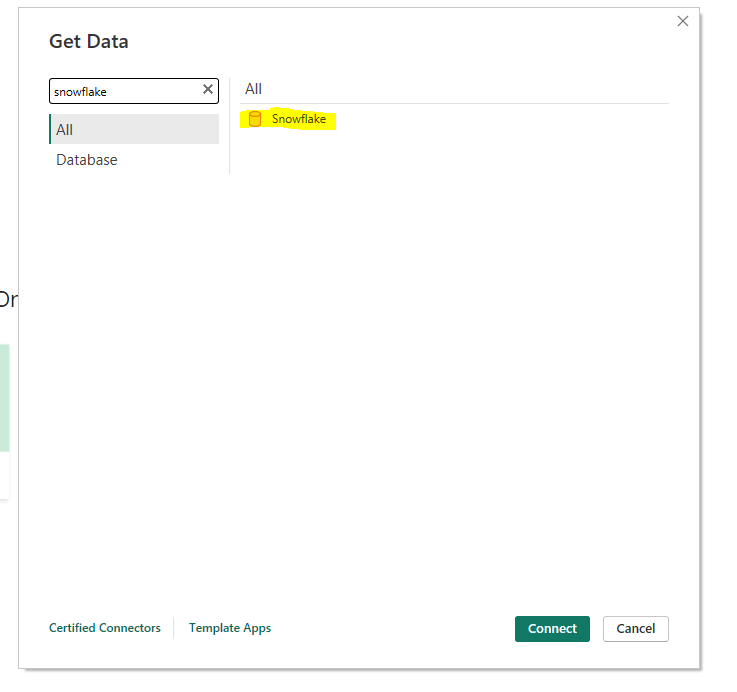 Get Data
snowflake
All
Database
All
Snowflake
Certified Connectors
Template Apps
Connect
Cancel